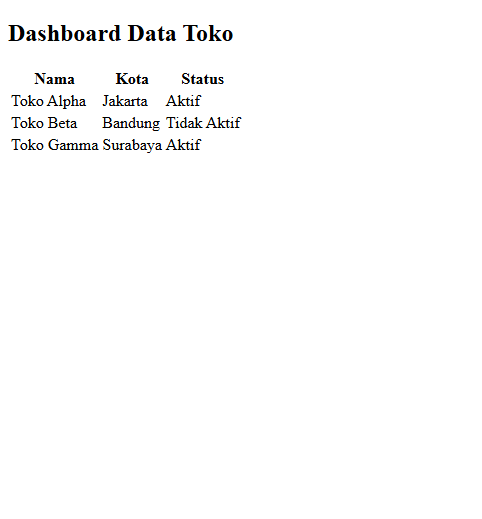 Dashboard Data Toko
Nama Kota Status
Toko Alpha Jakarta Aktif
Toko Beta Bandung Tidak Aktif
Toko Gamma Surabaya Aktif